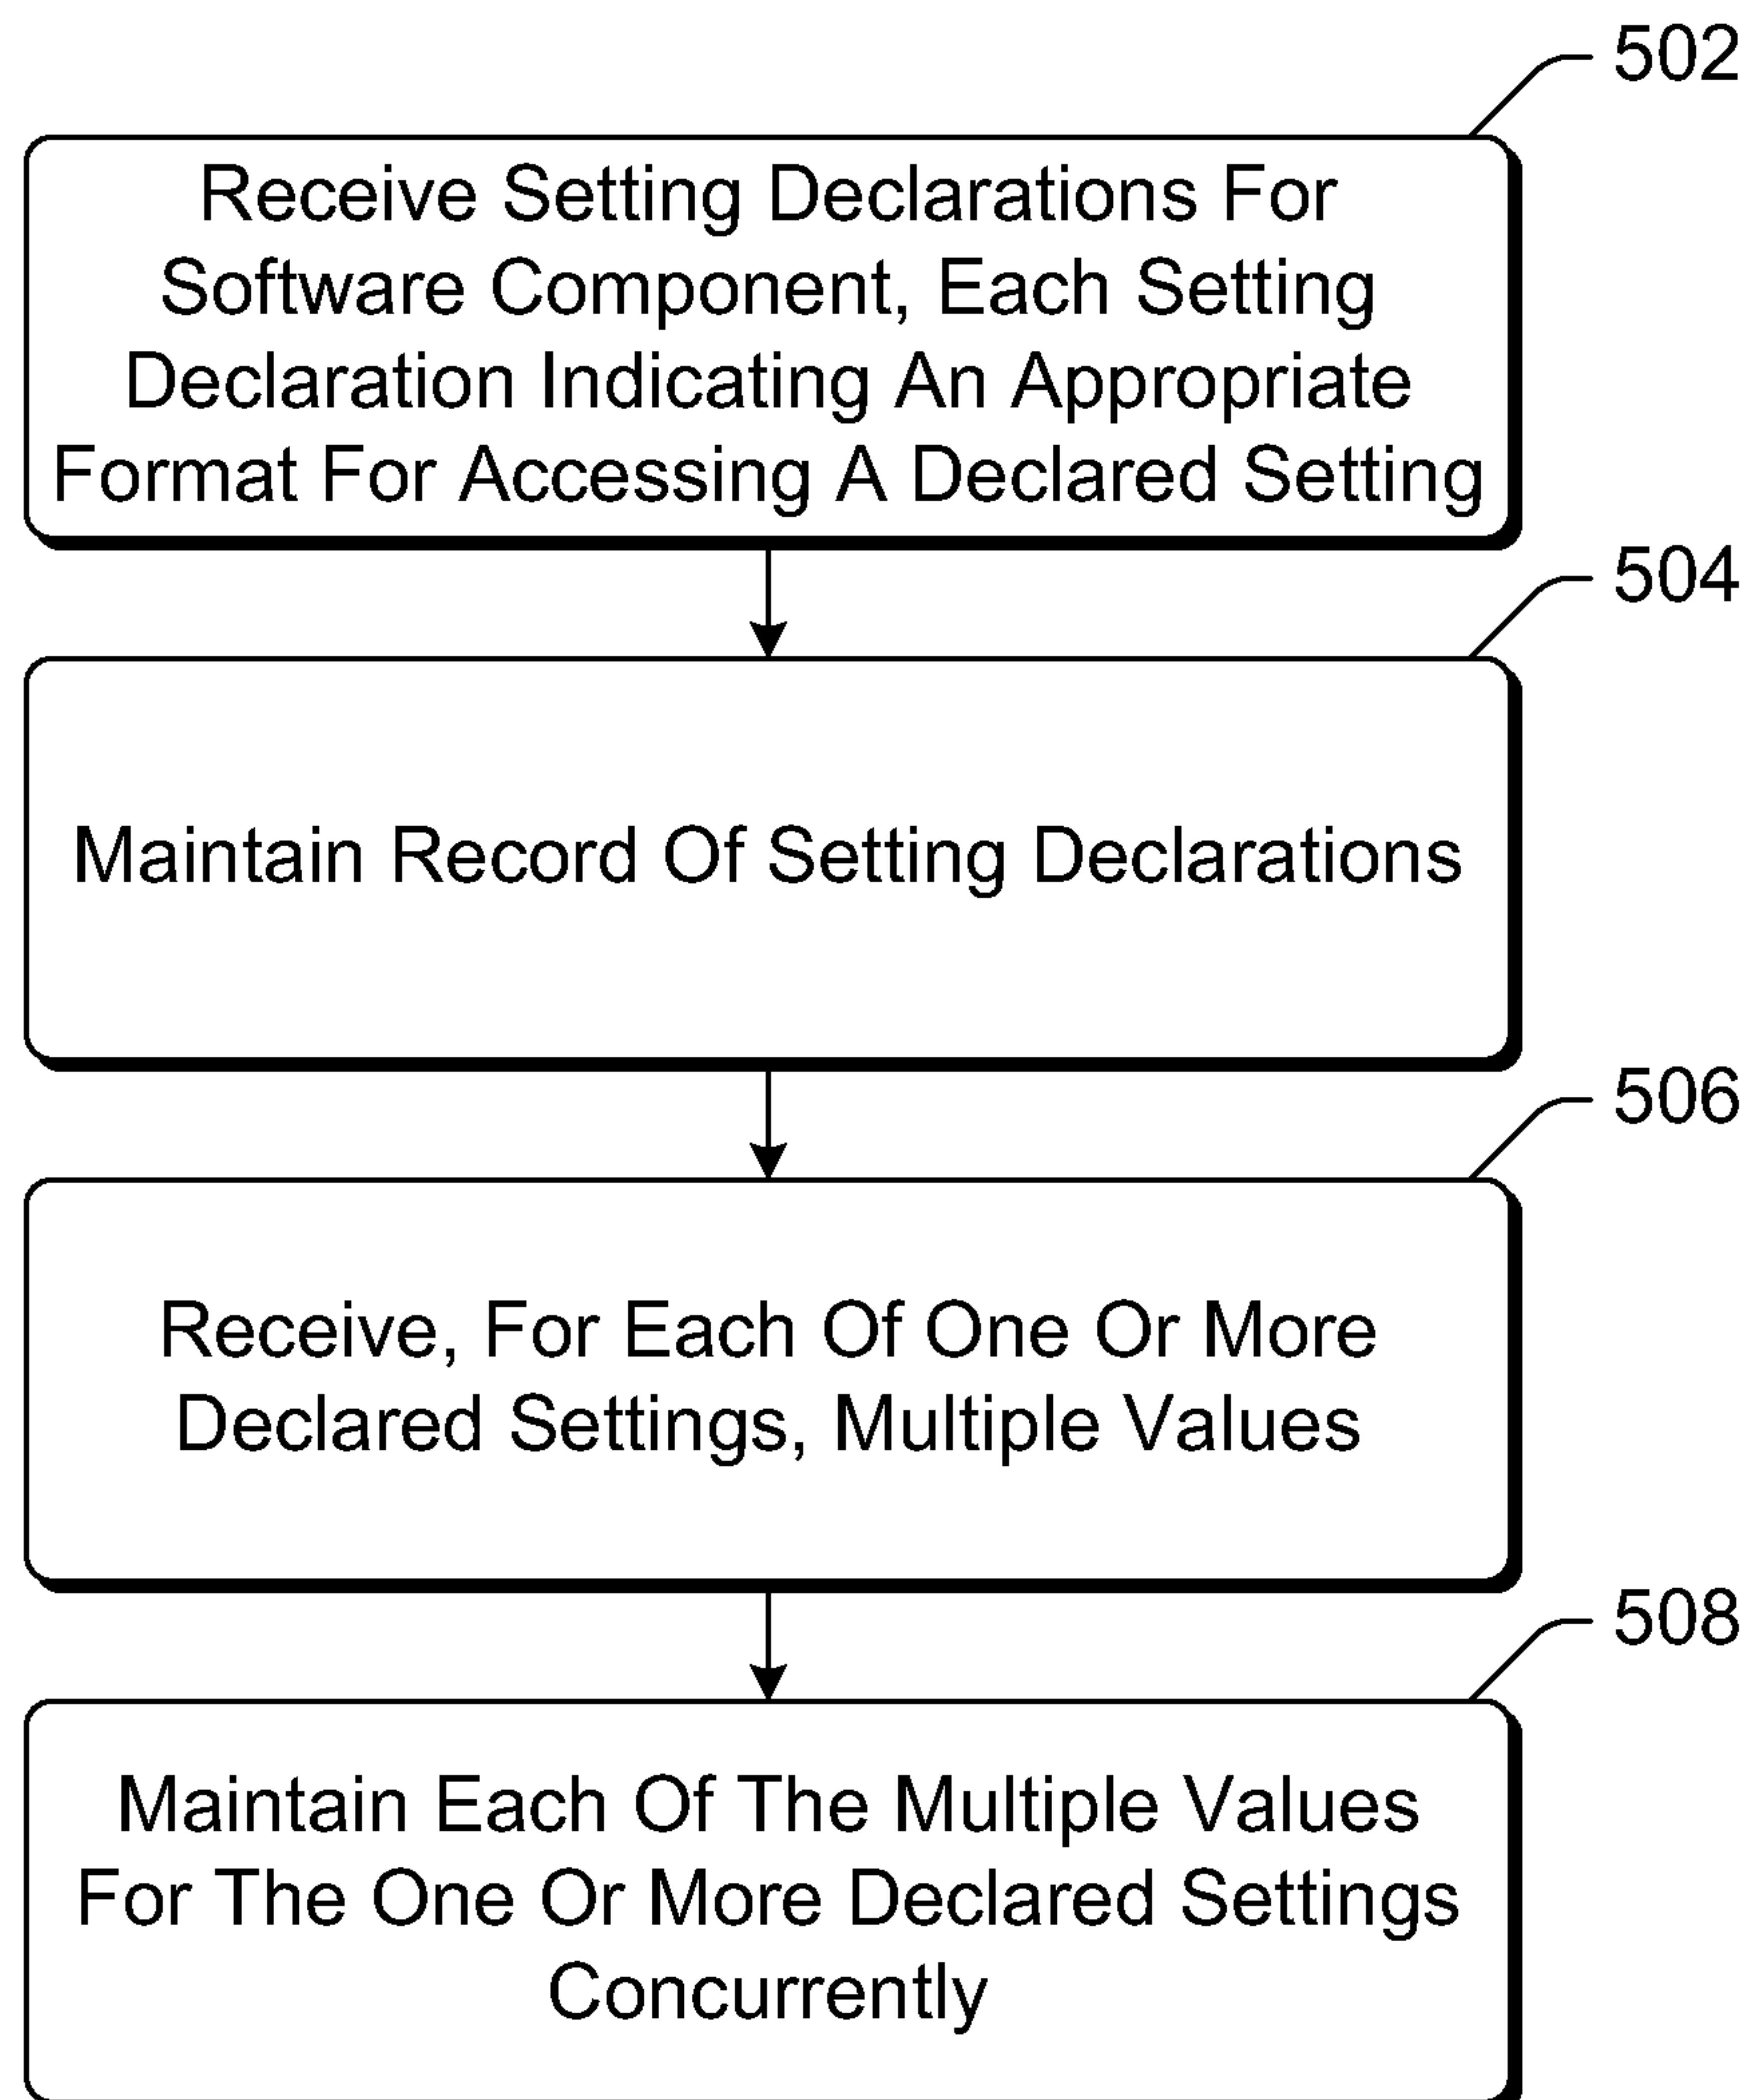 502
Receive Setting Declarations For
Software Component, Each Setting
Declaration Indicating An Appropriate
Format For Accessing A Declared Setting
504
Maintain Record Of Setting Declarations
506
Receive, For Each Of One Or More
Declared Settings, Multiple Values
508
Maintain Each Of The Multiple Values
For The One Or More Declared Settings
Concurrently